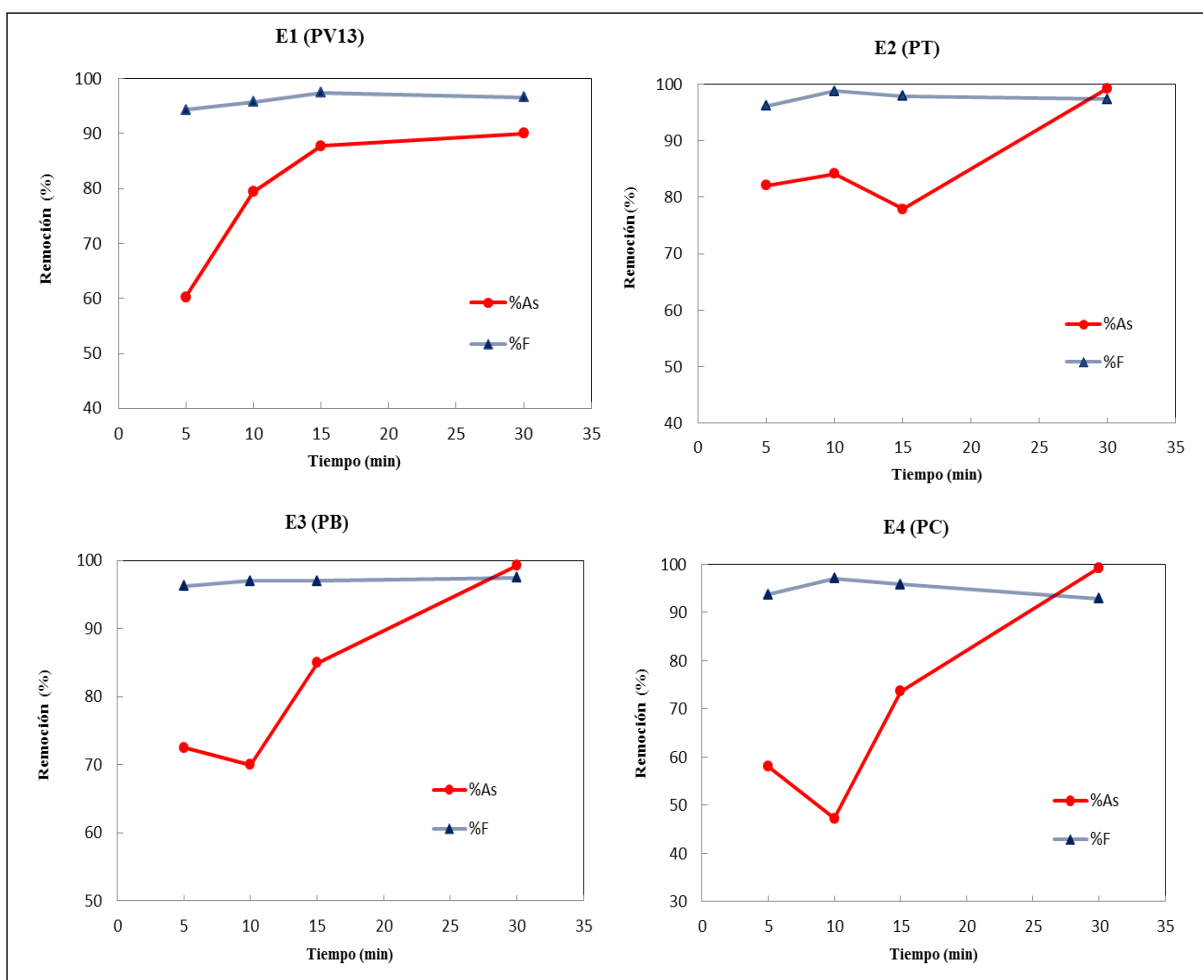 E1 (PV13)
100
90
80
70
60
50
40
0 5 10 15 20 25 30 35
Remoción (%)
Tiempo (min)
%As
%F
E2 (PT)
100
90
80
70
60
50
40
0 5 10 15 20 25 30 35
Remoción (%)
Tiempo (min)
%As
%F
E3 (PB)
100
90
80
70
60
50
0 5 10 15 20 25 30 35
Remoción (%)
Tiempo (min)
%As
%F
E4 (PC)
100
90
80
70
60
50
40
30
0 5 10 15 20 25 30 35
Remoción (%)
Tiempo (min)
%As
%F